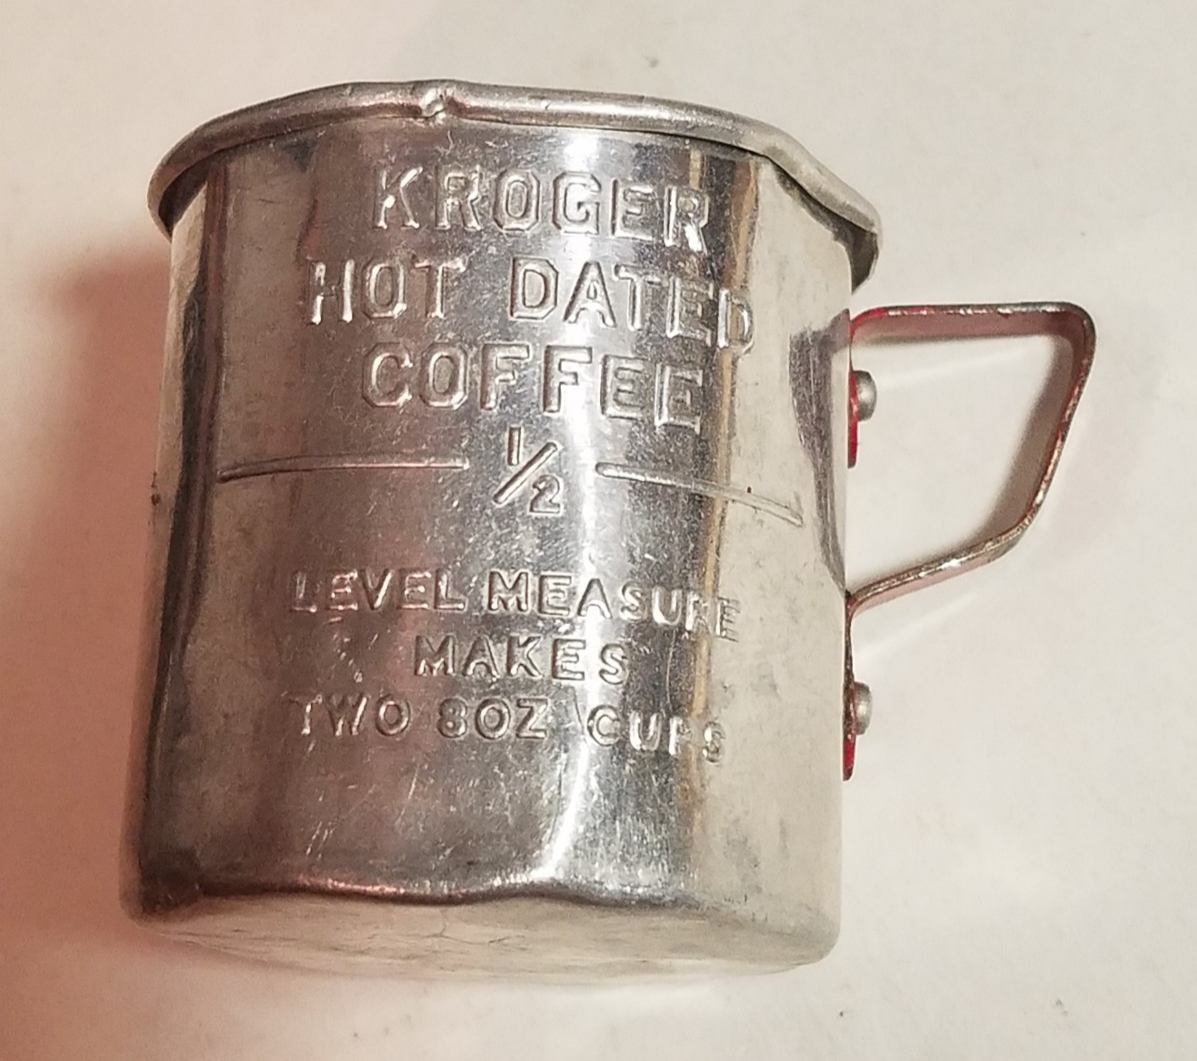 KROGER
HOT DATED
COFFEE
1/2
LEVEL MEASURE
MAKES
TWO 8OZ CUPS